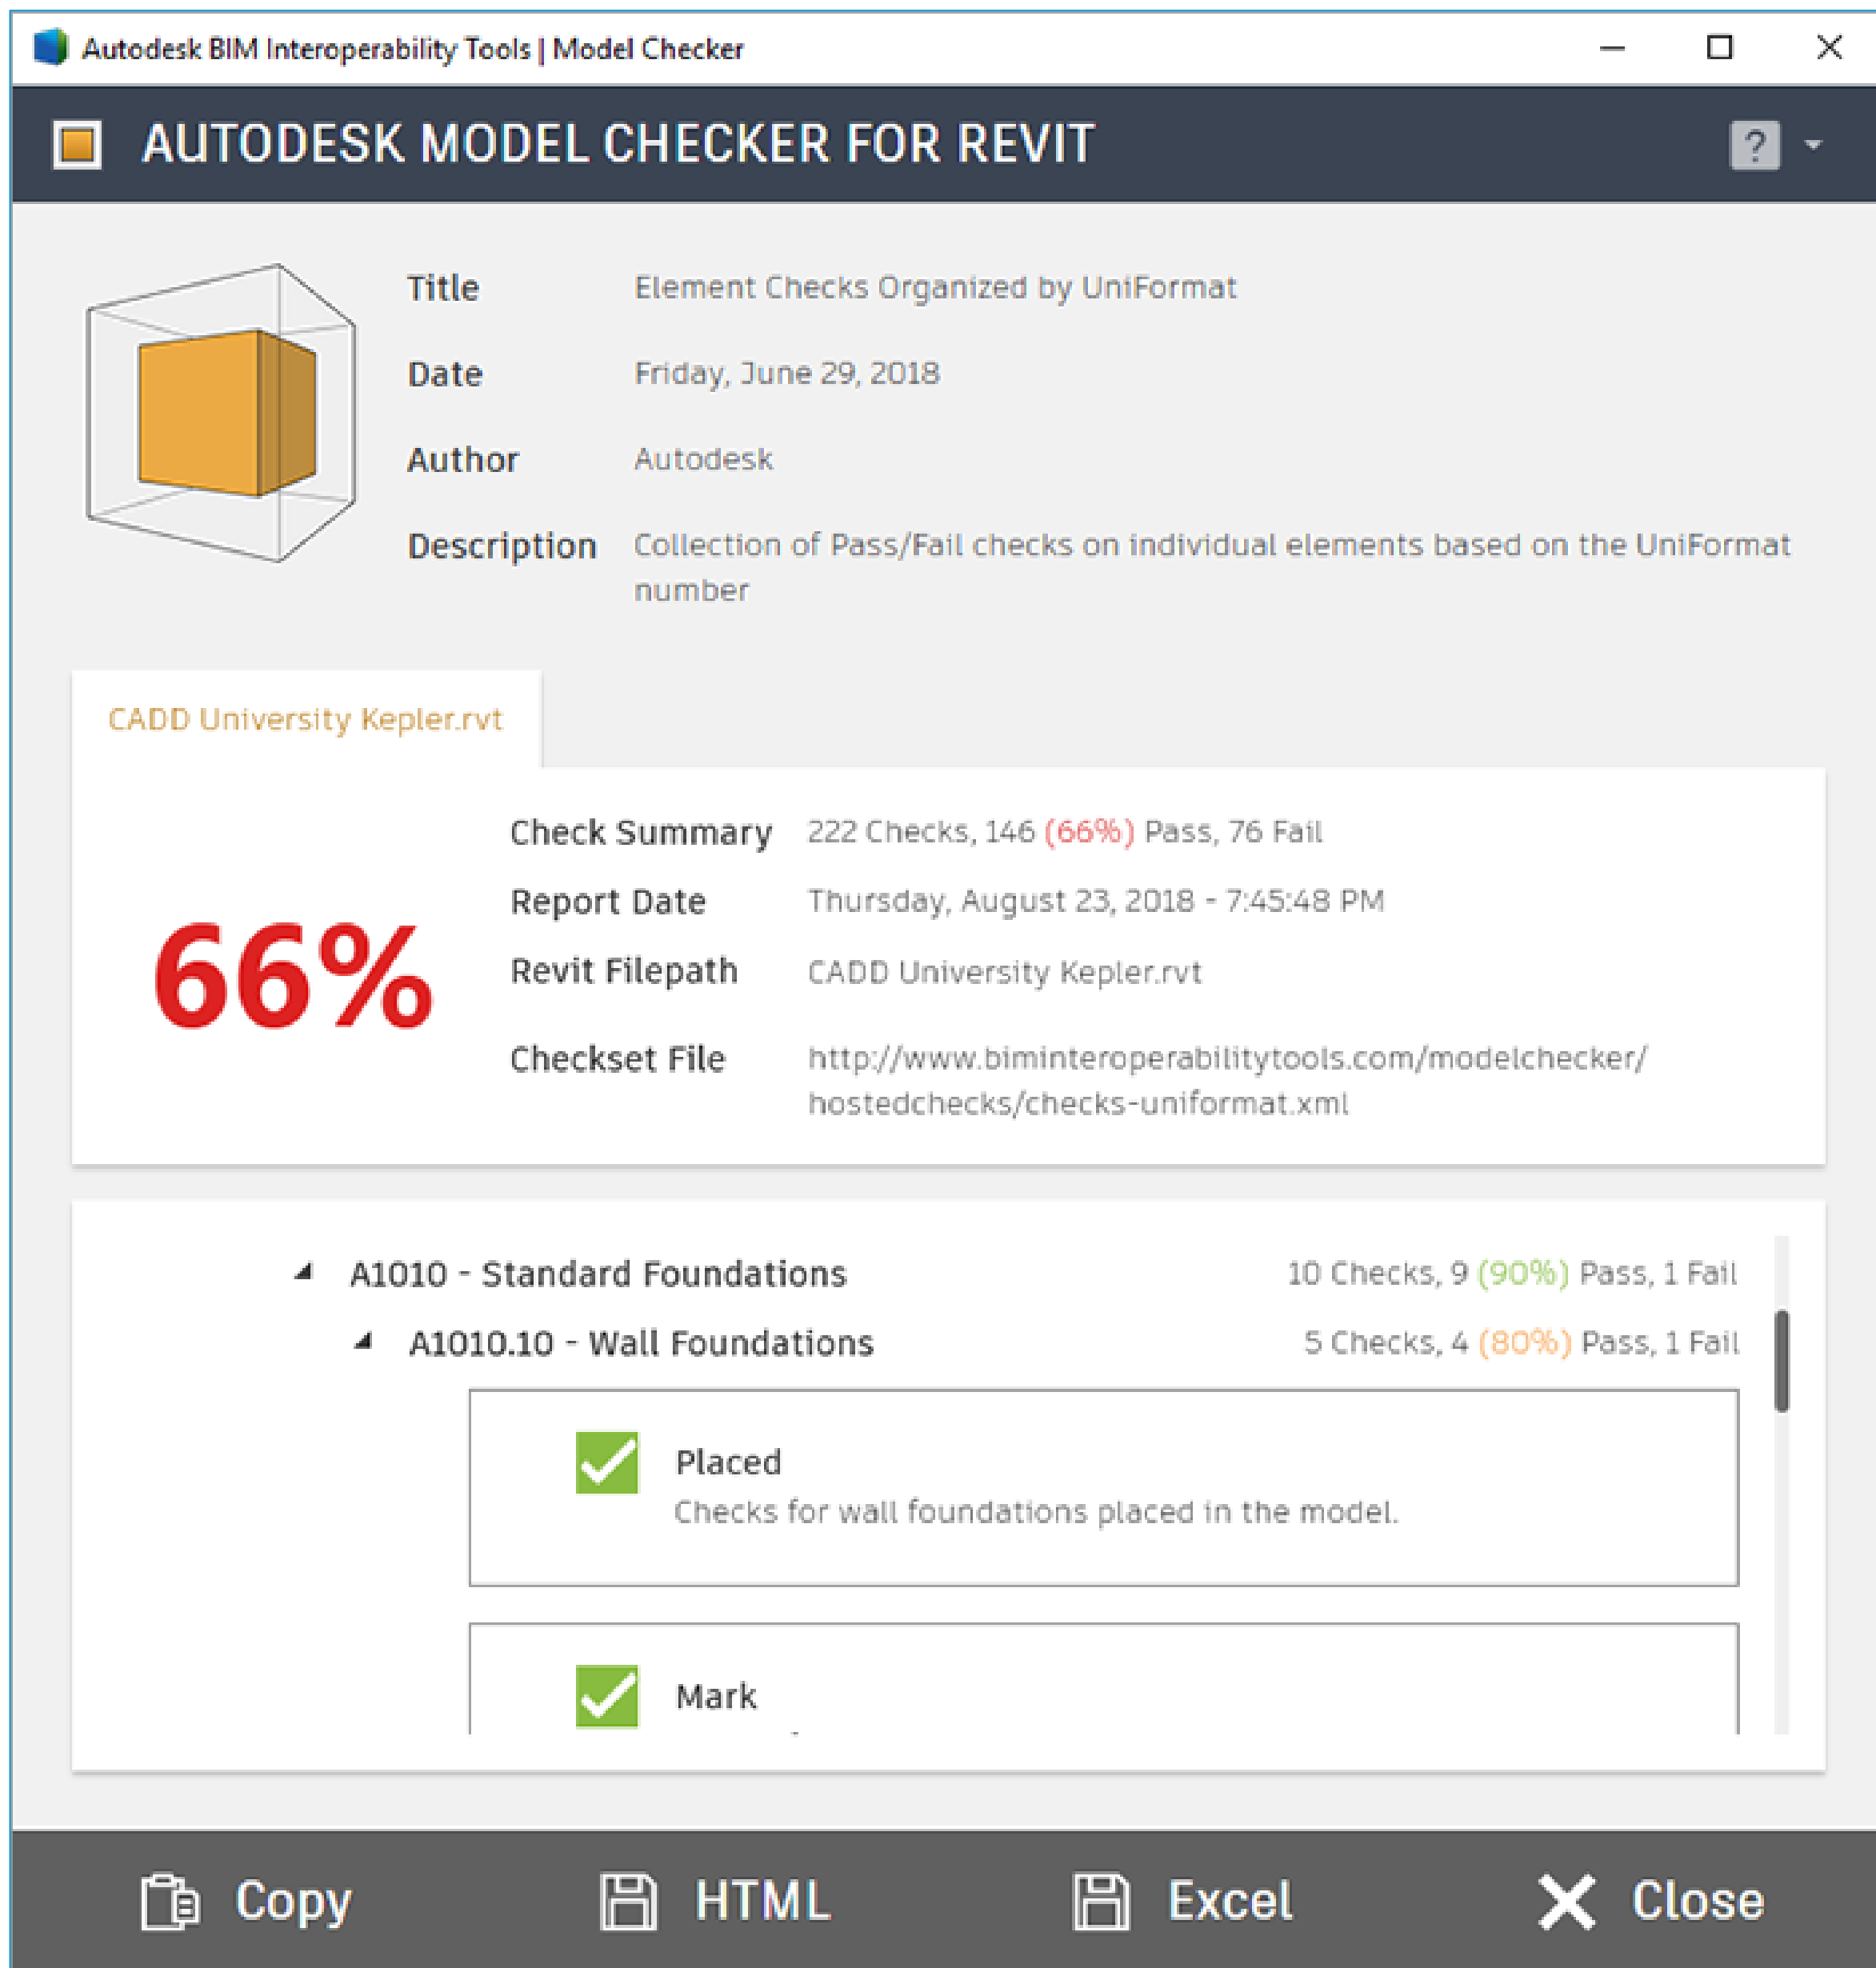 Autodesk BIM Interoperability Tools | Model Checker
AUTODESK MODEL CHECKER FOR REVIT
?
Title Element Checks Organized by UniFormat
Date Friday, June 29, 2018
Author Autodesk
Description Collection of Pass/Fail checks on individual elements based on the UniFormat
number
CADD University Kepler.rvt
66%
Check Summary 222 Checks, 146 (66%) Pass, 76 Fail
Report Date Thursday, August 23, 2018 - 7:45:48 PM
Revit Filepath CADD University Kepler.rvt
Checkset File http://www.biminteroperabilitytools.com/modelchecker/
hostedchecks/checks-uniformat.xml
A1010 - Standard Foundations 10 Checks, 9 (90%) Pass, 1 Fail
A1010.10 - Wall Foundations 5 Checks, 4 (80%) Pass, 1 Fail
Placed
Checks for wall foundations placed in the model.
Mark
Copy HTML Excel Close